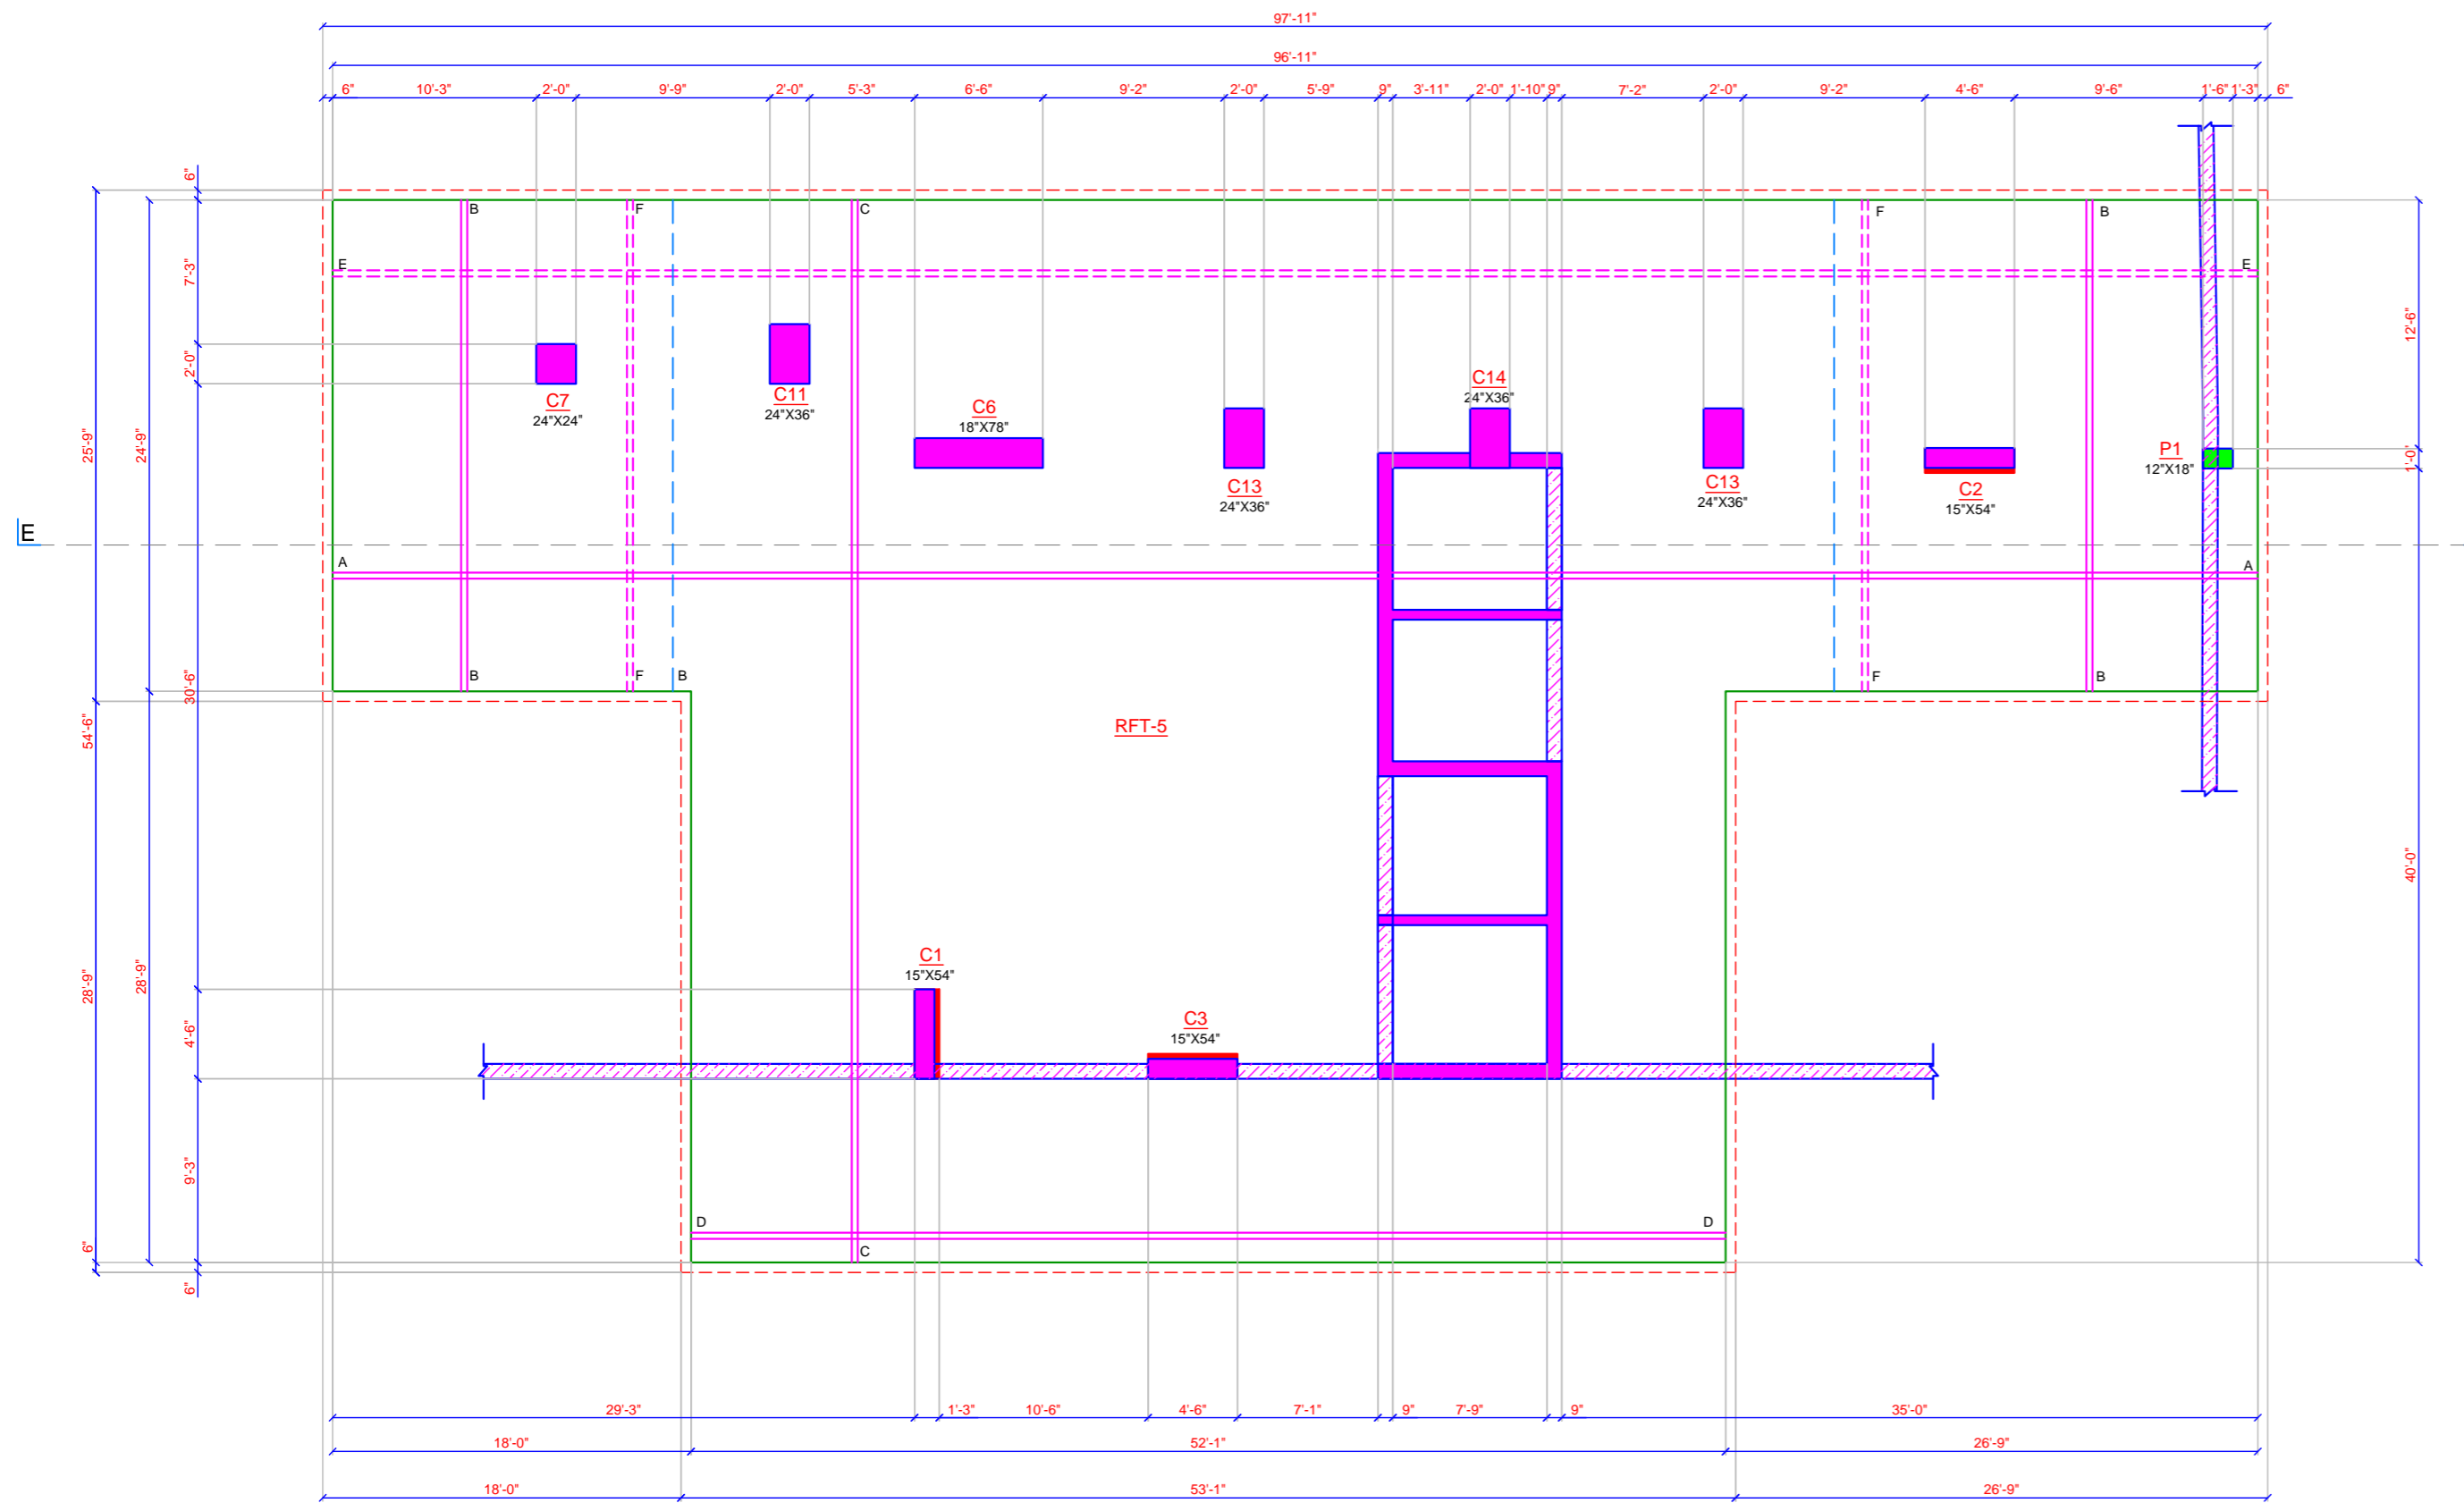 97'-11"
96'-11"
6" 10'-3" 2'-0" 9'-9" 2'-0" 5'-3" 6'-6" 9'-2" 2'-0" 5'-9" 9" 3'-11" 2'-0" 1'-10" 9" 7'-2" 2'-0" 9'-2" 4'-6" 9'-6" 1'-6" 1'-3" 6"
6"
B F C F B
7'-3"
E E
12'-6"
2'-0"
C14
24"X36"
C7
24"X24"
C11
24"X36"
C6
18"X78"
25'-9"
24'-9"
P1
12"X18"
1'-0"
C13
24"X36"
C13
24"X36"
C2
15"X54"
E
A A
B F B F B
30'-6"
54'-6"
RFT-5
40'-0"
C1
15"X54"
28'-9"
28'-9"
C3
15"X54"
4'-6"
9'-3"
D D
6"
C
6"
29'-3" 1'-3" 10'-6" 4'-6" 7'-1" 9" 7'-9" 9" 35'-0"
18'-0" 52'-1" 26'-9"
18'-0" 53'-1" 26'-9"